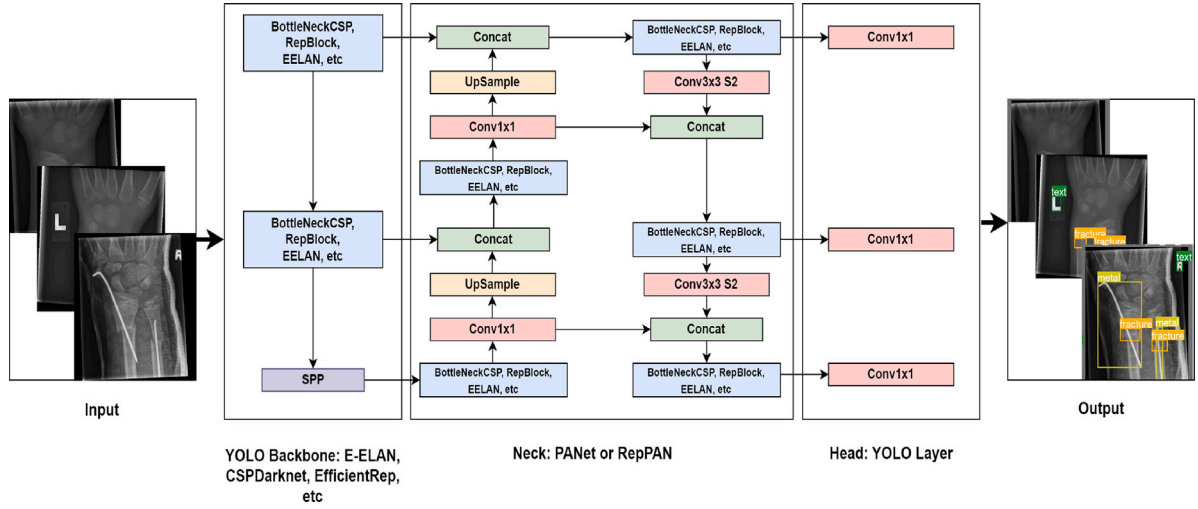 BottleNeckCSP,
RepBlock,
EELAN, etc
BottleNeckCSP,
RepBlock,
EELAN, etc
SPP
Concat
UpSample
Conv1x1
BottleNeckCSP, RepBlock,
EELAN, etc
Concat
UpSample
Conv1x1
BottleNeckCSP, RepBlock,
EELAN, etc
BottleNeckCSP, RepBlock,
EELAN, etc
Conv3x3 S2
Concat
BottleNeckCSP, RepBlock,
EELAN, etc
Conv3x3 S2
Concat
BottleNeckCSP, RepBlock,
EELAN, etc
Conv1x1
Conv1x1
Conv1x1
L
R
text
L
fracture
fracture
text
R
metal
fracture
metal
fracture
Input
Output
YOLO Backbone: E-ELAN,
CSPDarknet, EfficientRep,
etc
Neck: PANet or RepPAN
Head: YOLO Layer